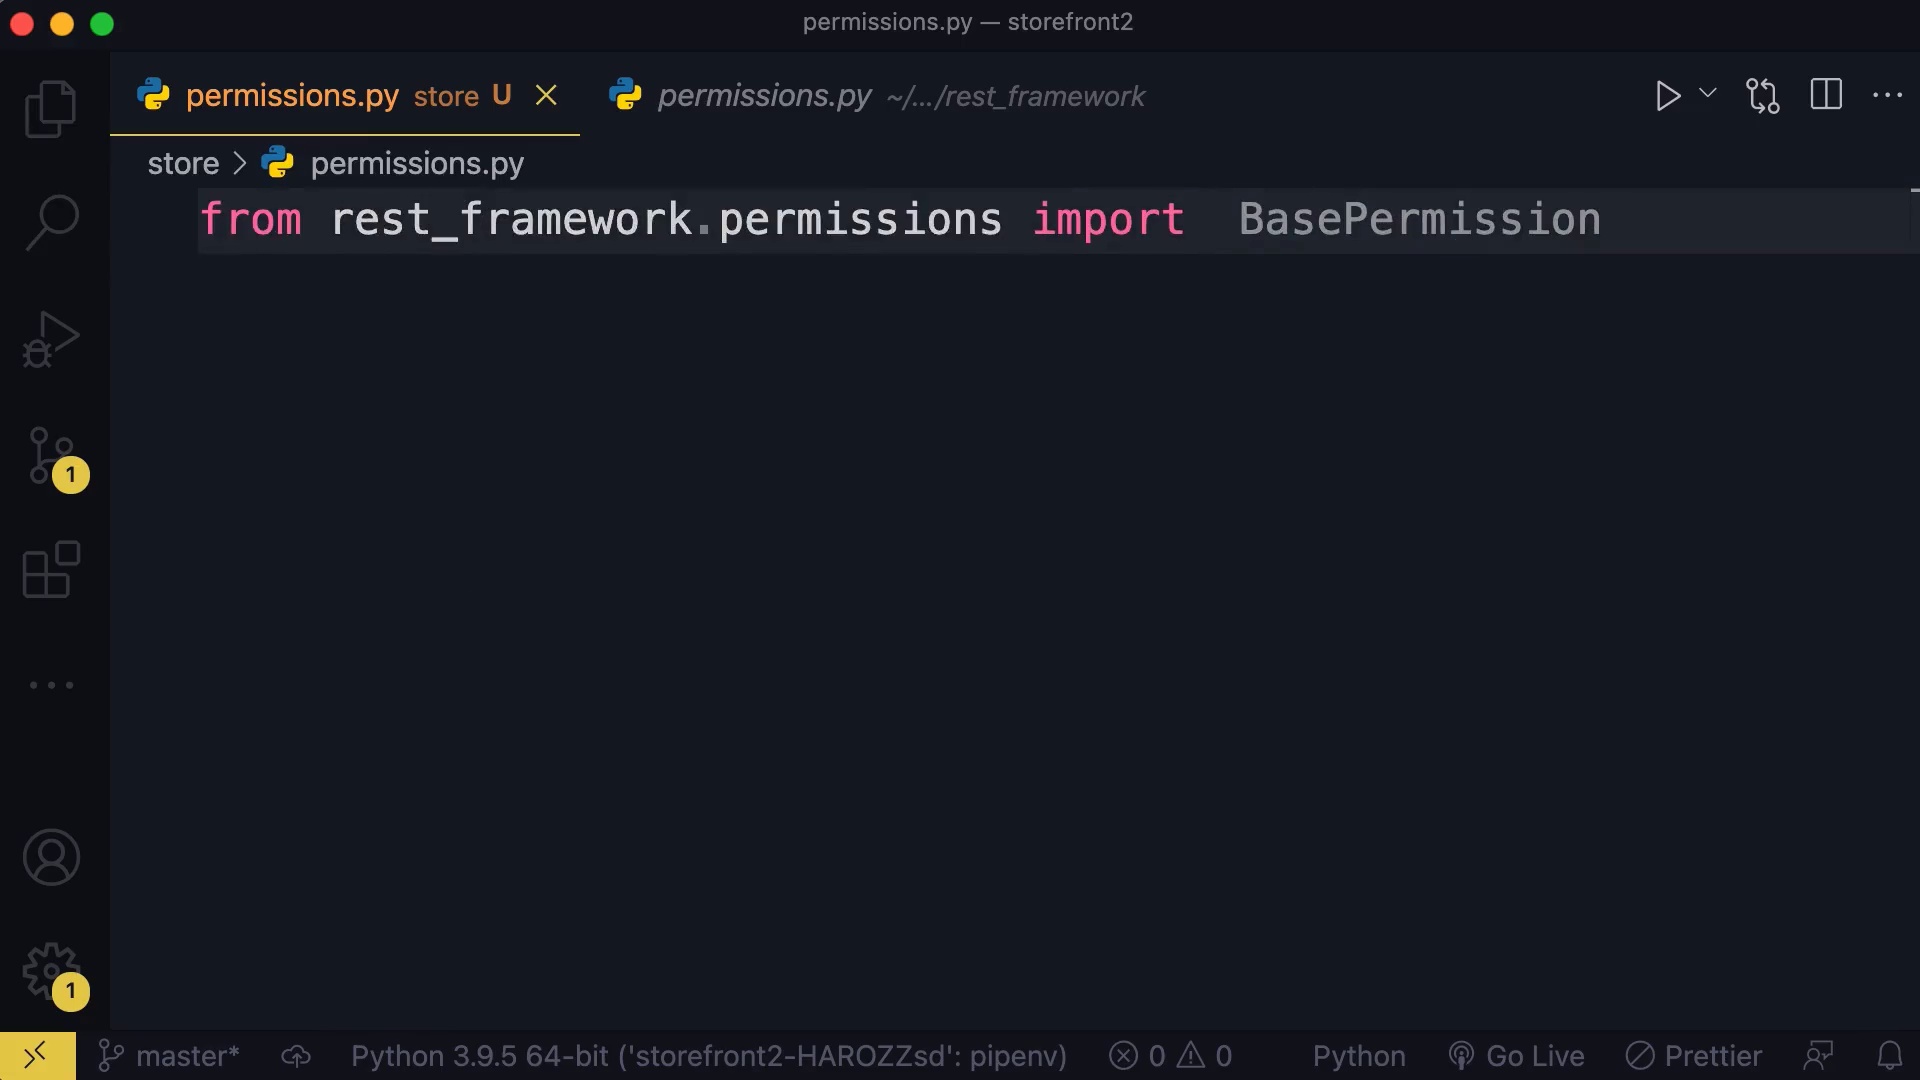 permissions.py — storefront2
permissions.py store U
permissions.py ~/.../rest_framework
store > permissions.py
from rest_framework.permissions import BasePermission
1
1
master*
Python 3.9.5 64-bit ('storefront2-HAROZZsd': pipenv)
0
0
Python
Go Live
Prettier